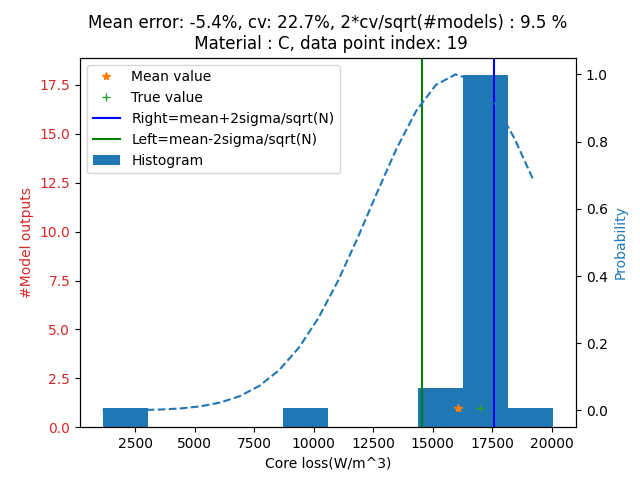 Mean error: -5.4%, cv: 22.7%, 2*cv/sqrt(#models) : 9.5 %
Material : C, data point index: 19
Mean value
True value
Right=mean+2sigma/sqrt(N)
Left=mean-2sigma/sqrt(N)
Histogram
17.5
15.0
12.5
10.0
7.5
5.0
2.5
0.0
#Model outputs
1.0
0.8
0.6
0.4
0.2
0.0
Probability
2500 5000 7500 10000 12500 15000 17500 20000
Core loss(W/m^3)